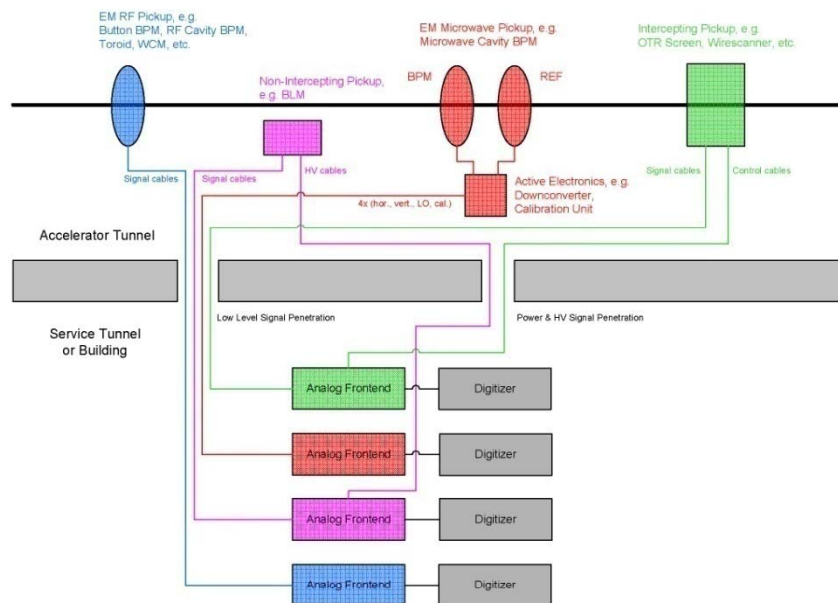 EM RF Pickup, e.g.
Button BPM, RF Cavity BPM,
Toroid, WCM, etc.
Non-Intercepting Pickup,
e.g. BLM
EM Microwave Pickup, e.g.
Microwave Cavity BPM
BPM
REF
Intercepting Pickup, e.g.
OTR Screen, Wirescanner, etc.
Signal cables
Signal cables
HV cables
4x (hor., vert., LO, cal.)
Active Electronics, e.g.
Downconverter,
Calibration Unit
Signal cables
Control cables
Accelerator Tunnel
Service Tunnel
or Building
Low Level Signal Penetration
Power & HV Signal Penetration
Analog Frontend
Digitizer
Analog Frontend
Digitizer
Analog Frontend
Digitizer
Analog Frontend
Digitizer